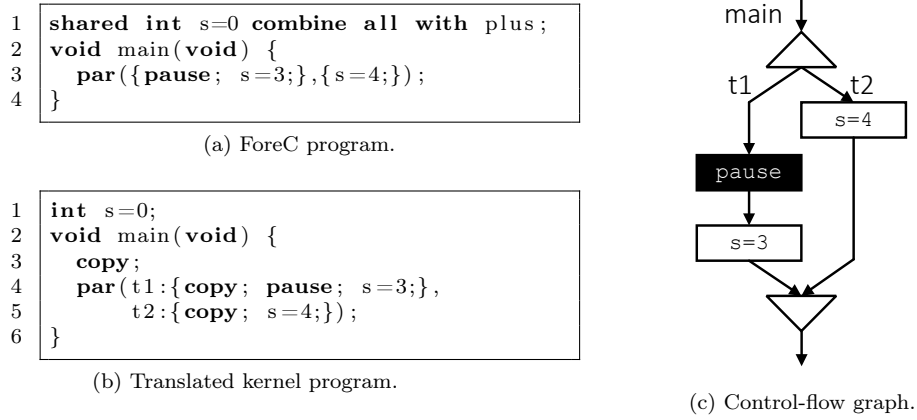 1 shared int s=0 combine all with plus;
2 void main(void) {
3 par({pause; s=3;},{s=4;});
4 }
(a) ForeC program.
1 int s=0;
2 void main(void) {
3 copy;
4 par(t1:{copy; pause; s=3;},
5 t2:{copy; s=4;});
6 }
(b) Translated kernel program.
main
t1
t2
s=4
pause
s=3
(c) Control-flow graph.